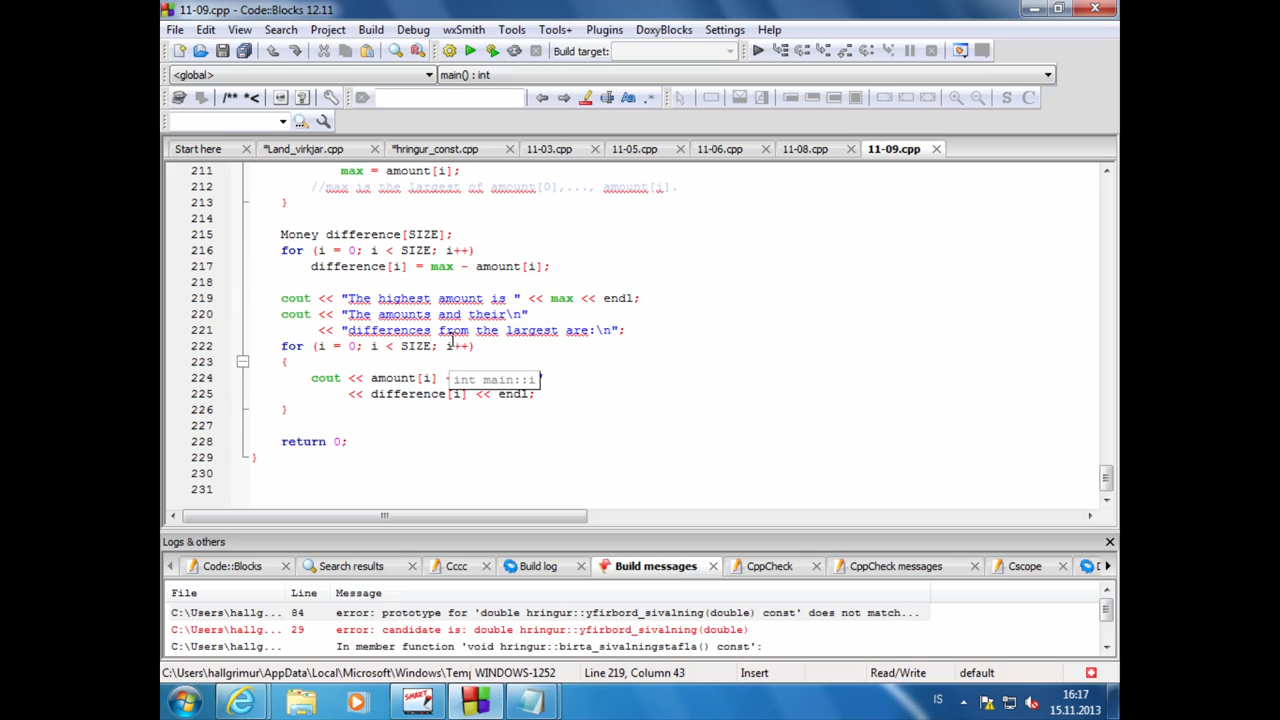 11-09.cpp - Code::Blocks 12.11
File Edit View Search Project Build Debug wxSmith Tools Tools+ Plugins DoxyBlocks Settings Help
Build target:
<global> main() : int
/** *<
Aa .*
S C
Start here *Land_virkjar.cpp *hringur_const.cpp 11-03.cpp 11-05.cpp 11-06.cpp 11-08.cpp 11-09.cpp
211 max = amount[i];
212 //max is the largest of amount[0],..., amount[i].
213 }
214
215 Money difference[SIZE];
216 for (i = 0; i < SIZE; i++)
217 difference[i] = max - amount[i];
218
219 cout << "The highest amount is " << max << endl;
220 cout << "The amounts and their\n"
221 << "differences from the largest are:\n";
222 for (i = 0; i < SIZE; i++)
223 {
224 cout << amount[i]
int main::i
225 << difference[i] << endl;
226 }
227
228 return 0;
229 }
230
231
Logs & others
Code::Blocks Search results Cccc Build log Build messages CppCheck CppCheck messages Cscope
File Line Message
C:\Users\hallg... 84 error: prototype for 'double hringur::yfirbord_sivalning(double) const' does not match...
C:\Users\hallg... 29 error: candidate is: double hringur::yfirbord_sivalning(double)
C:\Users\hallg... In member function 'void hringur::birta_sivalningstafla() const':
C:\Users\hallgrimur\AppData\Local\Microsoft\Windows\Temp WINDOWS-1252 Line 219, Column 43 Insert Read/Write default
SMART
IS
16:17
15.11.2013